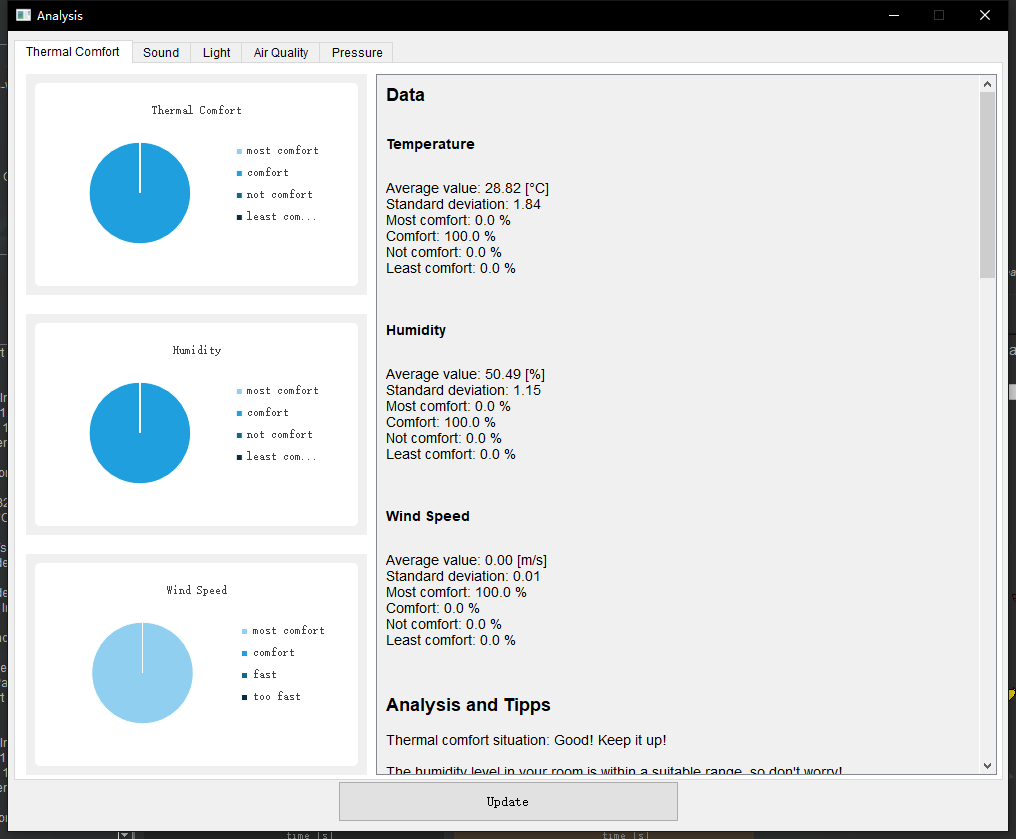 Analysis
Thermal Comfort
Sound
Light
Air Quality
Pressure
Thermal Comfort
most comfort
comfort
not comfort
least com...
Humidity
most comfort
comfort
not comfort
least com...
Wind Speed
most comfort
comfort
fast
too fast
Data
Temperature
Average value: 28.82 [°C]
Standard deviation: 1.84
Most comfort: 0.0 %
Comfort: 100.0 %
Not comfort: 0.0 %
Least comfort: 0.0 %
Humidity
Average value: 50.49 [%]
Standard deviation: 1.15
Most comfort: 0.0 %
Comfort: 100.0 %
Not comfort: 0.0 %
Least comfort: 0.0 %
Wind Speed
Average value: 0.00 [m/s]
Standard deviation: 0.01
Most comfort: 100.0 %
Comfort: 0.0 %
Not comfort: 0.0 %
Least comfort: 0.0 %
Analysis and Tipps
Thermal comfort situation: Good! Keep it up!
The humidity level in your room is within a suitable range, so don't worry!
Update
time [s]
time [s]